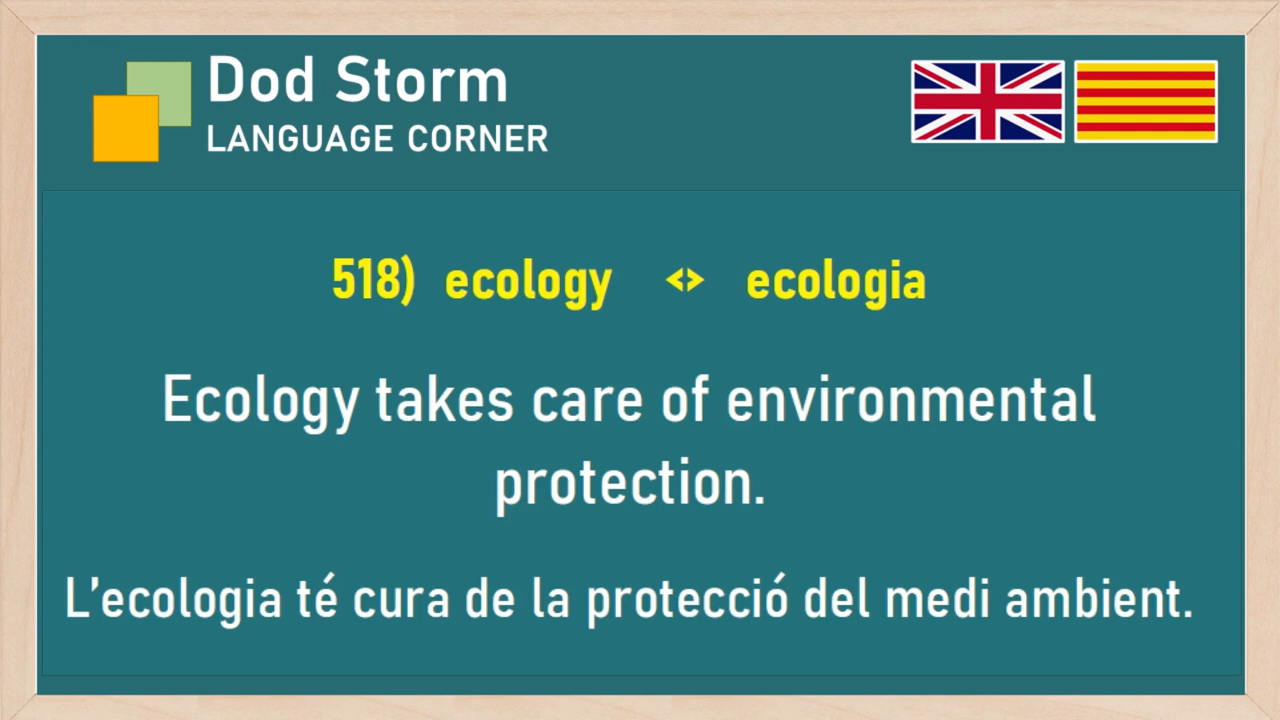 Dod Storm
LANGUAGE CORNER
518) ecology <> ecologia
Ecology takes care of environmental
protection.
L’ecologia té cura de la protecció del medi ambient.